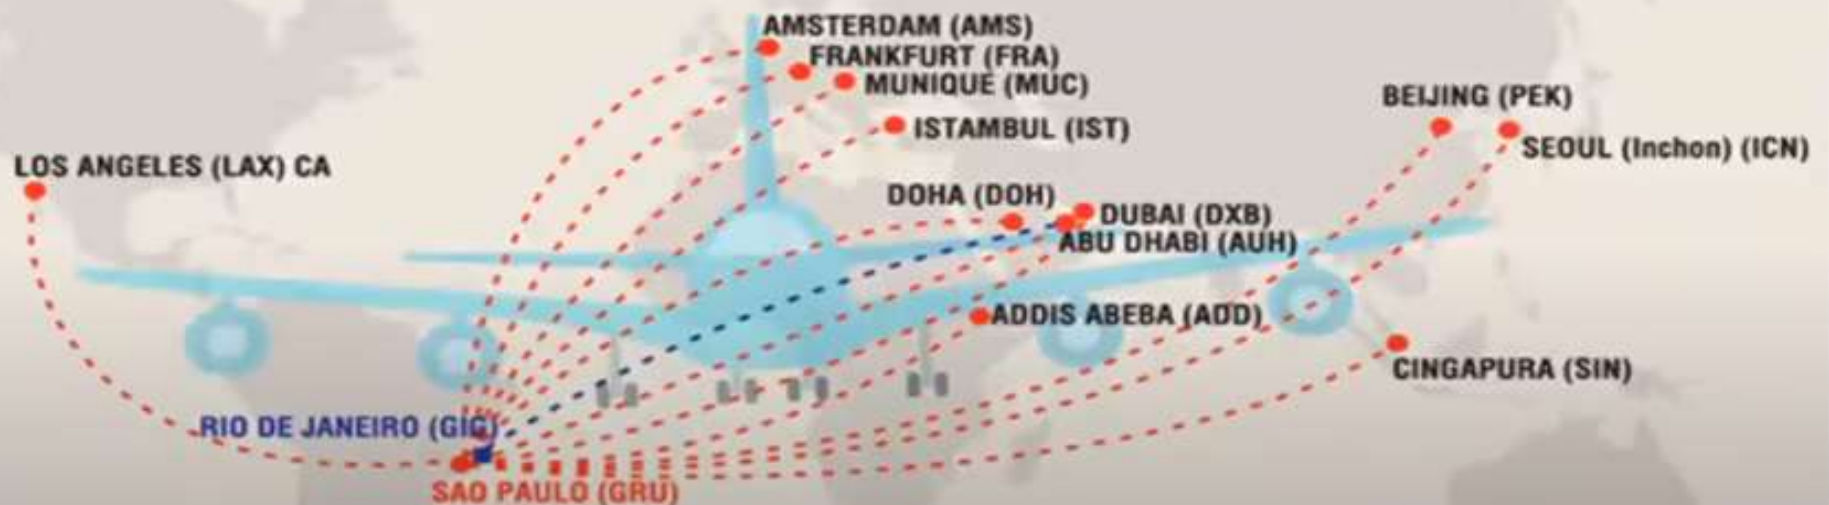 AMSTERDAM (AMS)
FRANKFURT (FRA)
MUNIQUE (MUC)
BEIJING (PEK)
ISTAMBUL (IST)
SEOUL (Inchon) (ICN)
LOS ANGELES (LAX) CA
DOHA (DOH)
DUBAI (DXB)
ABU DHABI (AUH)
ADDIS ABEBA (ADD)
CINGAPURA (SIN)
RIO DE JANEIRO (GIG)
SAO PAULO (GRU)